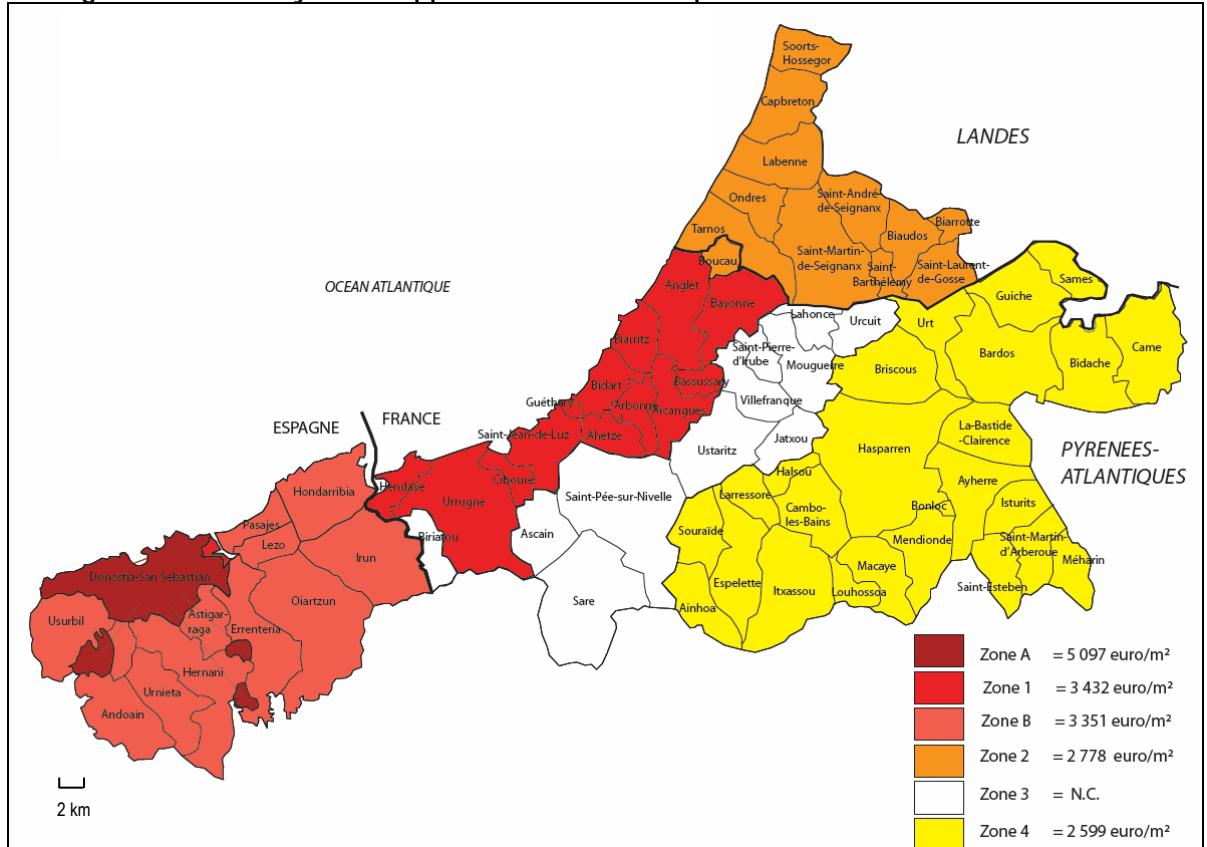 Soorts-
Hossegor
Capbreton
LANDES
Labenne
Ondres
Saint-André-
de-Seignanx
Biarrotte
Tarnos
Biaudos
Saint-Martin-
de-Seignanx
Saint-
Barthélemy
Saint-Laurent-
de-Gosse
Boucau
Sames
Guiche
OCEAN ATLANTIQUE
Anglet
Bayonne
Lahonce
Urcuit
Urt
Biarritz
Saint-Pierre-
d'Irube
Mouguerre
Bardos
Bidache
Came
Briscous
Bidart
Bassussary
Villefranque
Guéthary
Arbonne
Arcangues
ESPAGNE
FRANCE
Saint-Jean-de-Luz
Ahetze
Jatxou
Ustaritz
Hasparren
La-Bastide
-Clairence
PYRENEES-
ATLANTIQUES
Hondarribia
Hendaye
Ciboure
Urrugne
Saint-Pée-sur-Nivelle
Halsou
Larressore
Cambo-
les-Bains
Ayherre
Isturits
Bonloc
Pasajes
Lezo
Irun
Biriatou
Ascain
Souraïde
Mendionde
Saint-Martin-
d'Arberoue
Méharin
Donostia-San Sebastian
Macaye
Espelette
Itxassou
Louhossoa
Saint-Esteben
Sare
Ainhoa
Oiartzun
Usurbil
Astigar-
raga
Errenteria
Hernani
Urnieta
Andoain
Zone A = 5 097 euro/m²
Zone 1 = 3 432 euro/m²
Zone B = 3 351 euro/m²
Zone 2 = 2 778 euro/m²
Zone 3 = N.C.
Zone 4 = 2 599 euro/m²
2 km